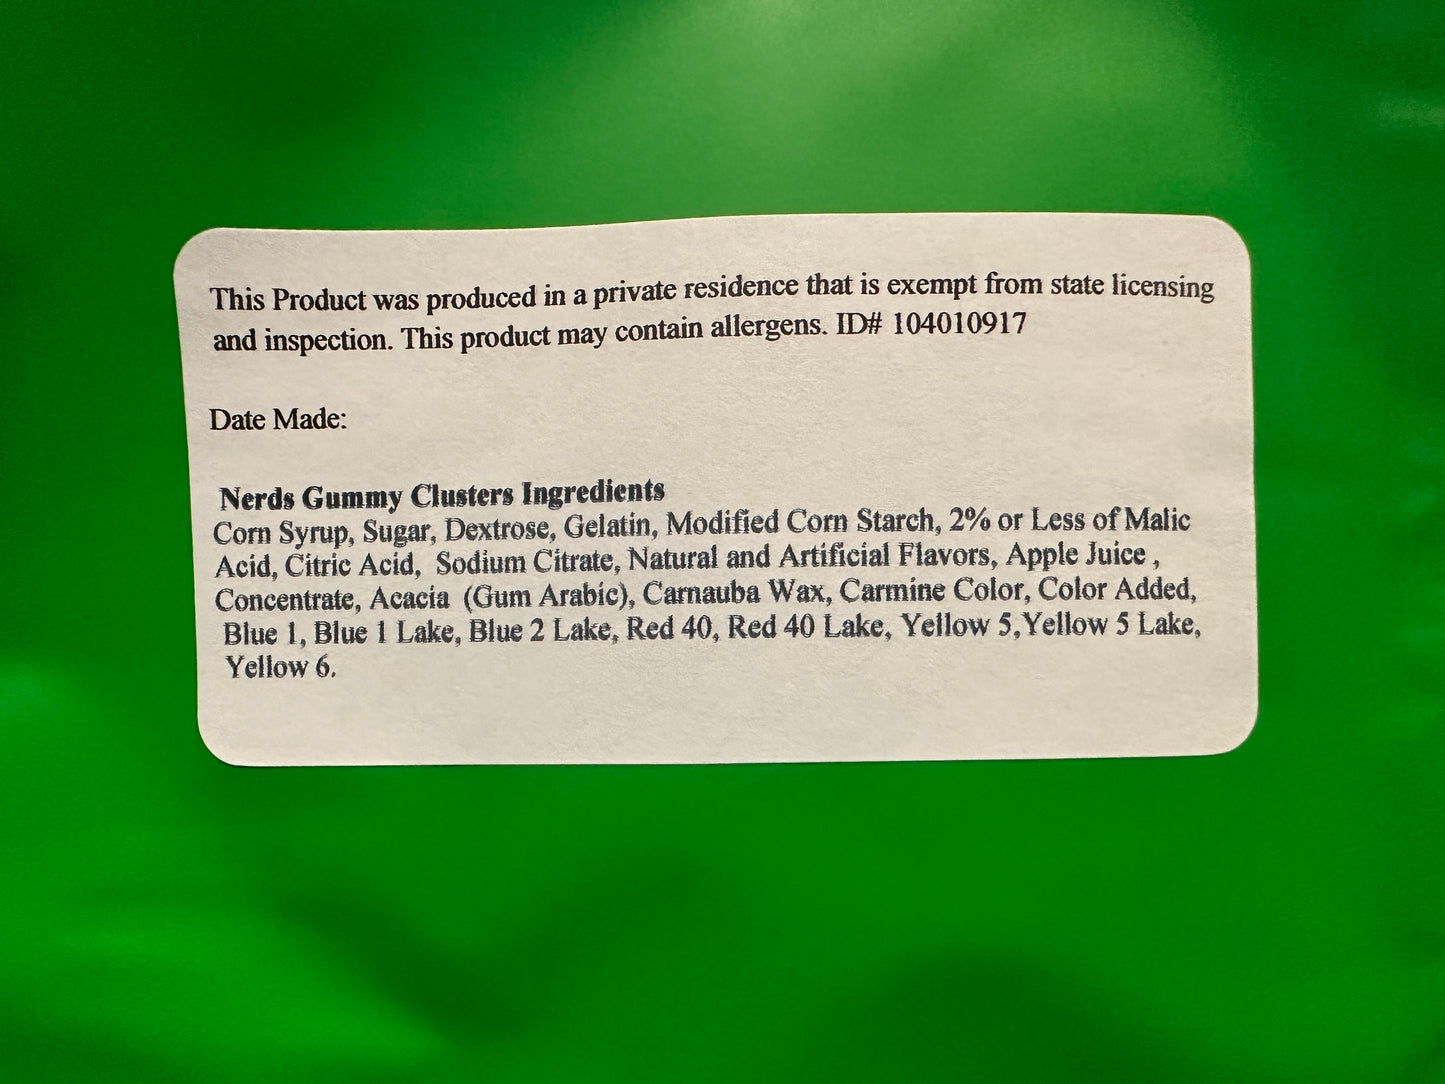 This Product was produced in a private residence that is exempt from state licensing
and inspection. This product may contain allergens. ID# 104010917
Date Made:
Nerds Gummy Clusters Ingredients
Corn Syrup, Sugar, Dextrose, Gelatin, Modified Corn Starch, 2% or Less of Malic
Acid, Citric Acid, Sodium Citrate, Natural and Artificial Flavors, Apple Juice ,
Concentrate, Acacia (Gum Arabic), Carnauba Wax, Carmine Color, Color Added,
Blue 1, Blue 1 Lake, Blue 2 Lake, Red 40, Red 40 Lake, Yellow 5,Yellow 5 Lake,
Yellow 6.